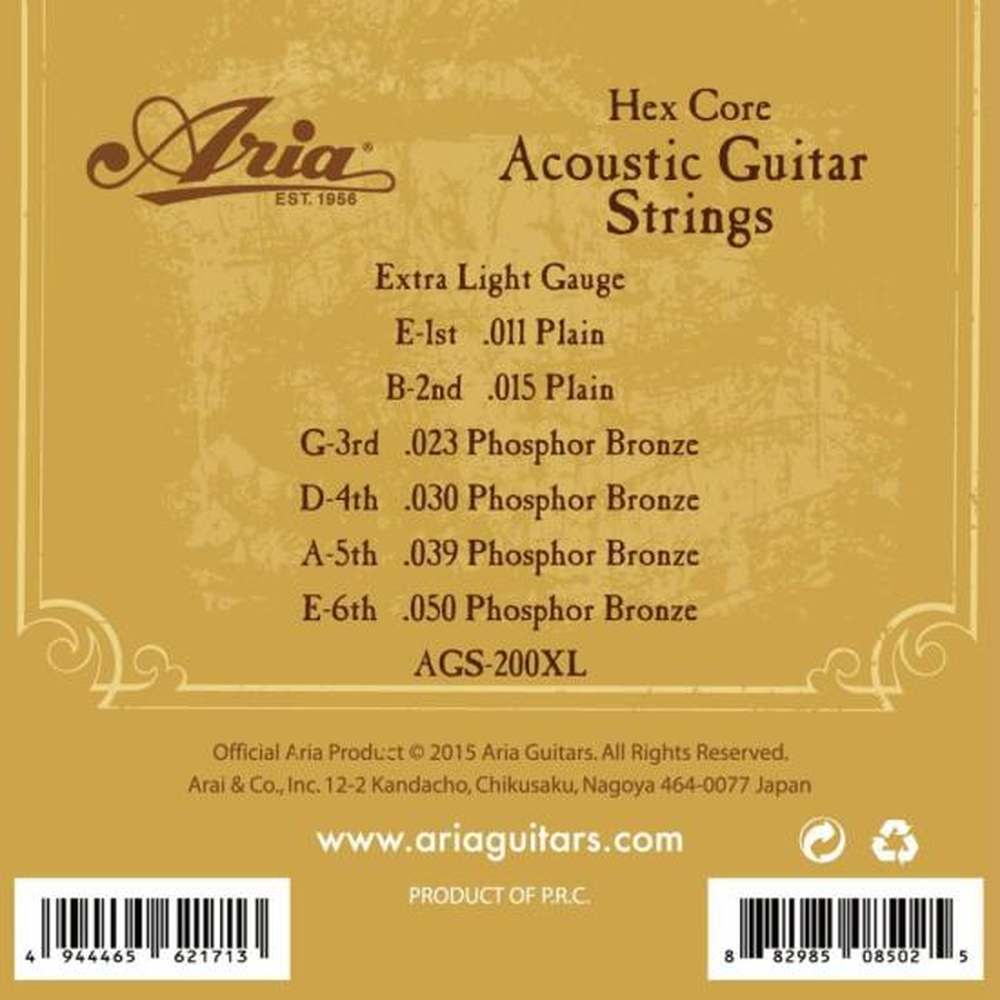 Aria®
EST. 1956
Hex Core
Acoustic Guitar
Strings
Extra Light Gauge
E-1st .011 Plain
B-2nd .015 Plain
G-3rd .023 Phosphor Bronze
D-4th .030 Phosphor Bronze
A-5th .039 Phosphor Bronze
E-6th .050 Phosphor Bronze
AGS-200XL
Official Aria Product © 2015 Aria Guitars. All Rights Reserved.
Arai & Co., Inc. 12-2 Kandacho, Chikusaku, Nagoya 464-0077 Japan
www.ariaguitars.com
PRODUCT OF P.R.C.
4 944465 621713
8 82985 08502 5